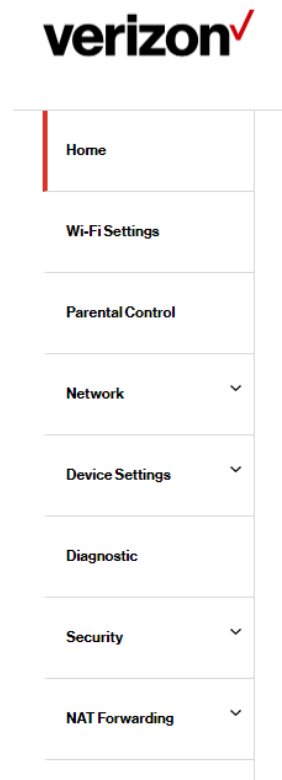 verizon✓
Home
Wi-Fi Settings
Parental Control
Network
Device Settings
Diagnostic
Security
NAT Forwarding